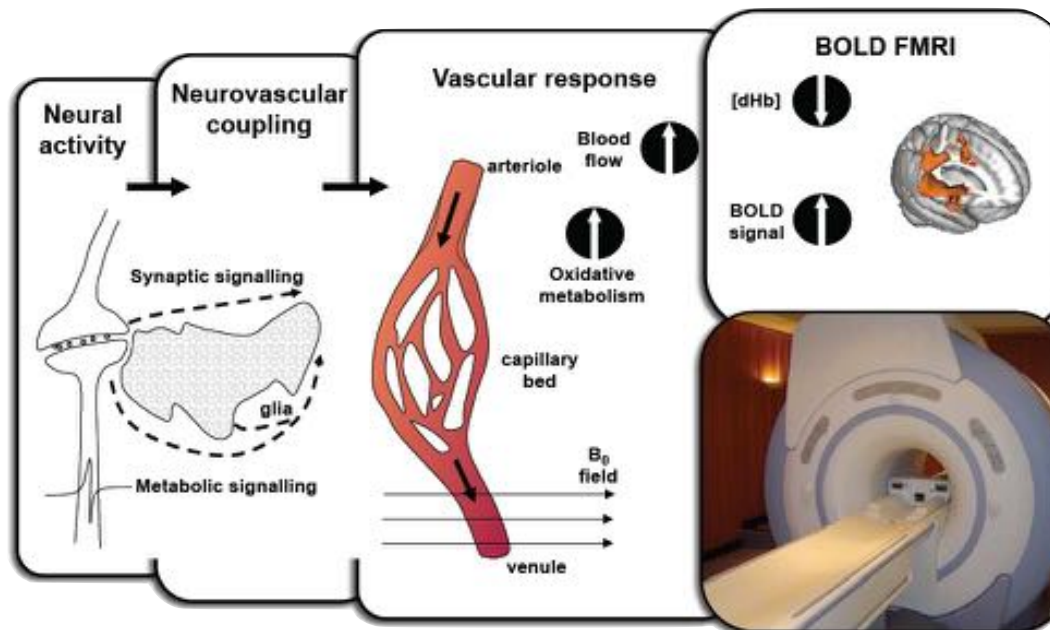 Neural
activity
Neurovascular
coupling
Vascular response
BOLD FMRI
Synaptic signalling
glia
Metabolic signalling
arteriole
Blood
flow
Oxidative
metabolism
capillary
bed
B₀
field
venule
[dHb]
BOLD
signal